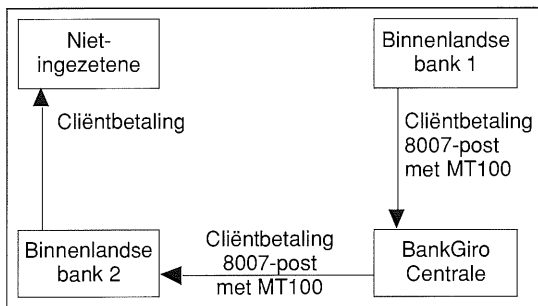 Niet-
ingezetene
Binnenlandse
bank 1
Cliëntbetaling
Cliëntbetaling
8007-post
met MT100
Binnenlandse
bank 2
Cliëntbetaling
8007-post
met MT100
BankGiro
Centrale